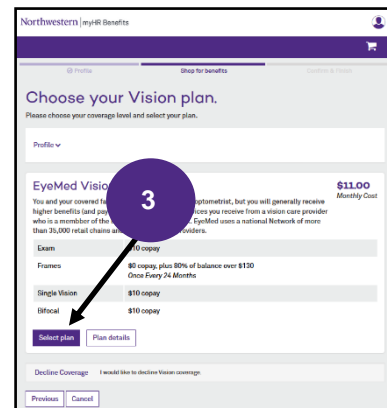 Northwestern | myHR Benefits
Profile
Shop for benefits
Confirm & Finish
Choose your Vision plan.
Please choose your coverage level and select your plan.
Profile
EyeMed Visio
$11.00
Monthly Cost
You and your covered fa optometrist, but you will generally receive
higher benefits (and pay ices you receive from a vision care provider
who is a memeber of the EyeMed uses a national Network of more
than 35,000 retail chains an roviders.
Exam $10 copay
Frames $0 copay, plus 80% of balance over $130
Once Every 24 Months
Single Vision $10 copay
Bifocal $10 copay
Select plan Plan details
Decline Coverage I would like to decline Vision coverage.
Previous Cancel
3